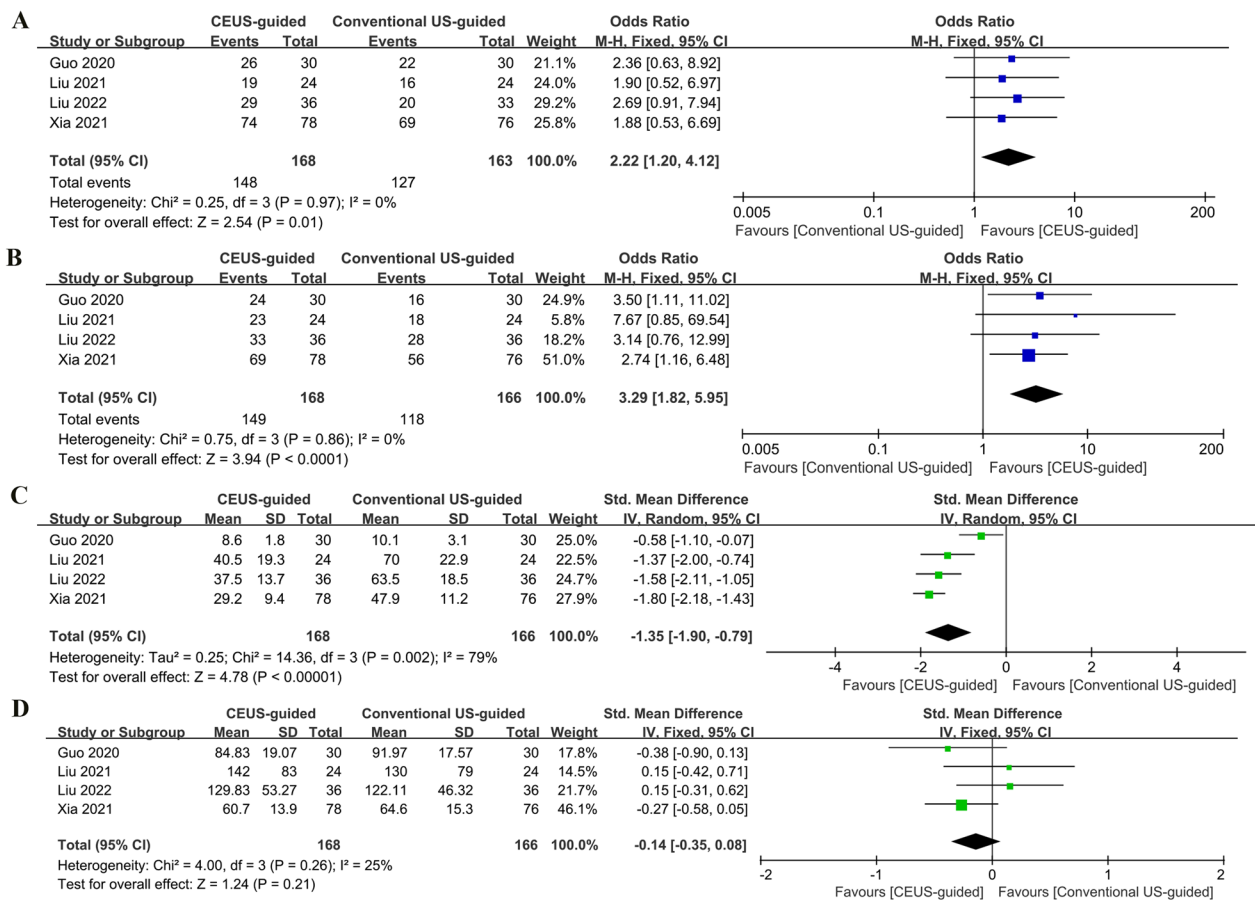 A
CEUS-guided Conventional US-guided Odds Ratio Odds Ratio
Study or Subgroup Events Total Events Total Weight M-H, Fixed, 95% CI M-H, Fixed, 95% CI
Guo 2020 26 30 22 30 21.1% 2.36 [0.63, 8.92]
Liu 2021 19 24 16 24 24.0% 1.90 [0.52, 6.97]
Liu 2022 29 36 20 33 29.2% 2.69 [0.91, 7.94]
Xia 2021 74 78 69 76 25.8% 1.88 [0.53, 6.69]
Total (95% CI) 168 163 100.0% 2.22 [1.20, 4.12]
Total events 148 127
Heterogeneity: Chi² = 0.25, df = 3 (P = 0.97); I² = 0%
Test for overall effect: Z = 2.54 (P = 0.01)
0.005 0.1 1 10 200
Favours [Conventional US-guided] Favours [CEUS-guided]
B
CEUS-guided Conventional US-guided Odds Ratio Odds Ratio
Study or Subgroup Events Total Events Total Weight M-H, Fixed, 95% CI M-H, Fixed, 95% CI
Guo 2020 24 30 16 30 24.9% 3.50 [1.11, 11.02]
Liu 2021 23 24 18 24 5.8% 7.67 [0.85, 69.54]
Liu 2022 33 36 28 36 18.2% 3.14 [0.76, 12.99]
Xia 2021 69 78 56 76 51.0% 2.74 [1.16, 6.48]
Total (95% CI) 168 166 100.0% 3.29 [1.82, 5.95]
Total events 149 118
Heterogeneity: Chi² = 0.75, df = 3 (P = 0.86); I² = 0%
Test for overall effect: Z = 3.94 (P < 0.0001)
0.005 0.1 1 10 200
Favours [Conventional US-guided] Favours [CEUS-guided]
C
CEUS-guided Conventional US-guided Std. Mean Difference Std. Mean Difference
Study or Subgroup Mean SD Total Mean SD Total Weight IV, Random, 95% CI IV, Random, 95% CI
Guo 2020 8.6 1.8 30 10.1 3.1 30 25.0% -0.58 [-1.10, -0.07]
Liu 2021 40.5 19.3 24 70 22.9 24 22.5% -1.37 [-2.00, -0.74]
Liu 2022 37.5 13.7 36 63.5 18.5 36 24.7% -1.58 [-2.11, -1.05]
Xia 2021 29.2 9.4 78 47.9 11.2 76 27.9% -1.80 [-2.18, -1.43]
Total (95% CI) 168 166 100.0% -1.35 [-1.90, -0.79]
Heterogeneity: Tau² = 0.25; Chi² = 14.36, df = 3 (P = 0.002); I² = 79%
Test for overall effect: Z = 4.78 (P < 0.00001)
-4 -2 0 2 4
Favours [CEUS-guided] Favours [Conventional US-guided]
D
CEUS-guided Conventional US-guided Std. Mean Difference Std. Mean Difference
Study or Subgroup Mean SD Total Mean SD Total Weight IV, Fixed, 95% CI IV, Fixed, 95% CI
Guo 2020 84.83 19.07 30 91.97 17.57 30 17.8% -0.38 [-0.90, 0.13]
Liu 2021 142 83 24 130 79 24 14.5% 0.15 [-0.42, 0.71]
Liu 2022 129.83 53.27 36 122.11 46.32 36 21.7% 0.15 [-0.31, 0.62]
Xia 2021 60.7 13.9 78 64.6 15.3 76 46.1% -0.27 [-0.58, 0.05]
Total (95% CI) 168 166 100.0% -0.14 [-0.35, 0.08]
Heterogeneity: Chi² = 4.00, df = 3 (P = 0.26); I² = 25%
Test for overall effect: Z = 1.24 (P = 0.21)
-2 -1 0 1 2
Favours [CEUS-guided] Favours [Conventional US-guided]